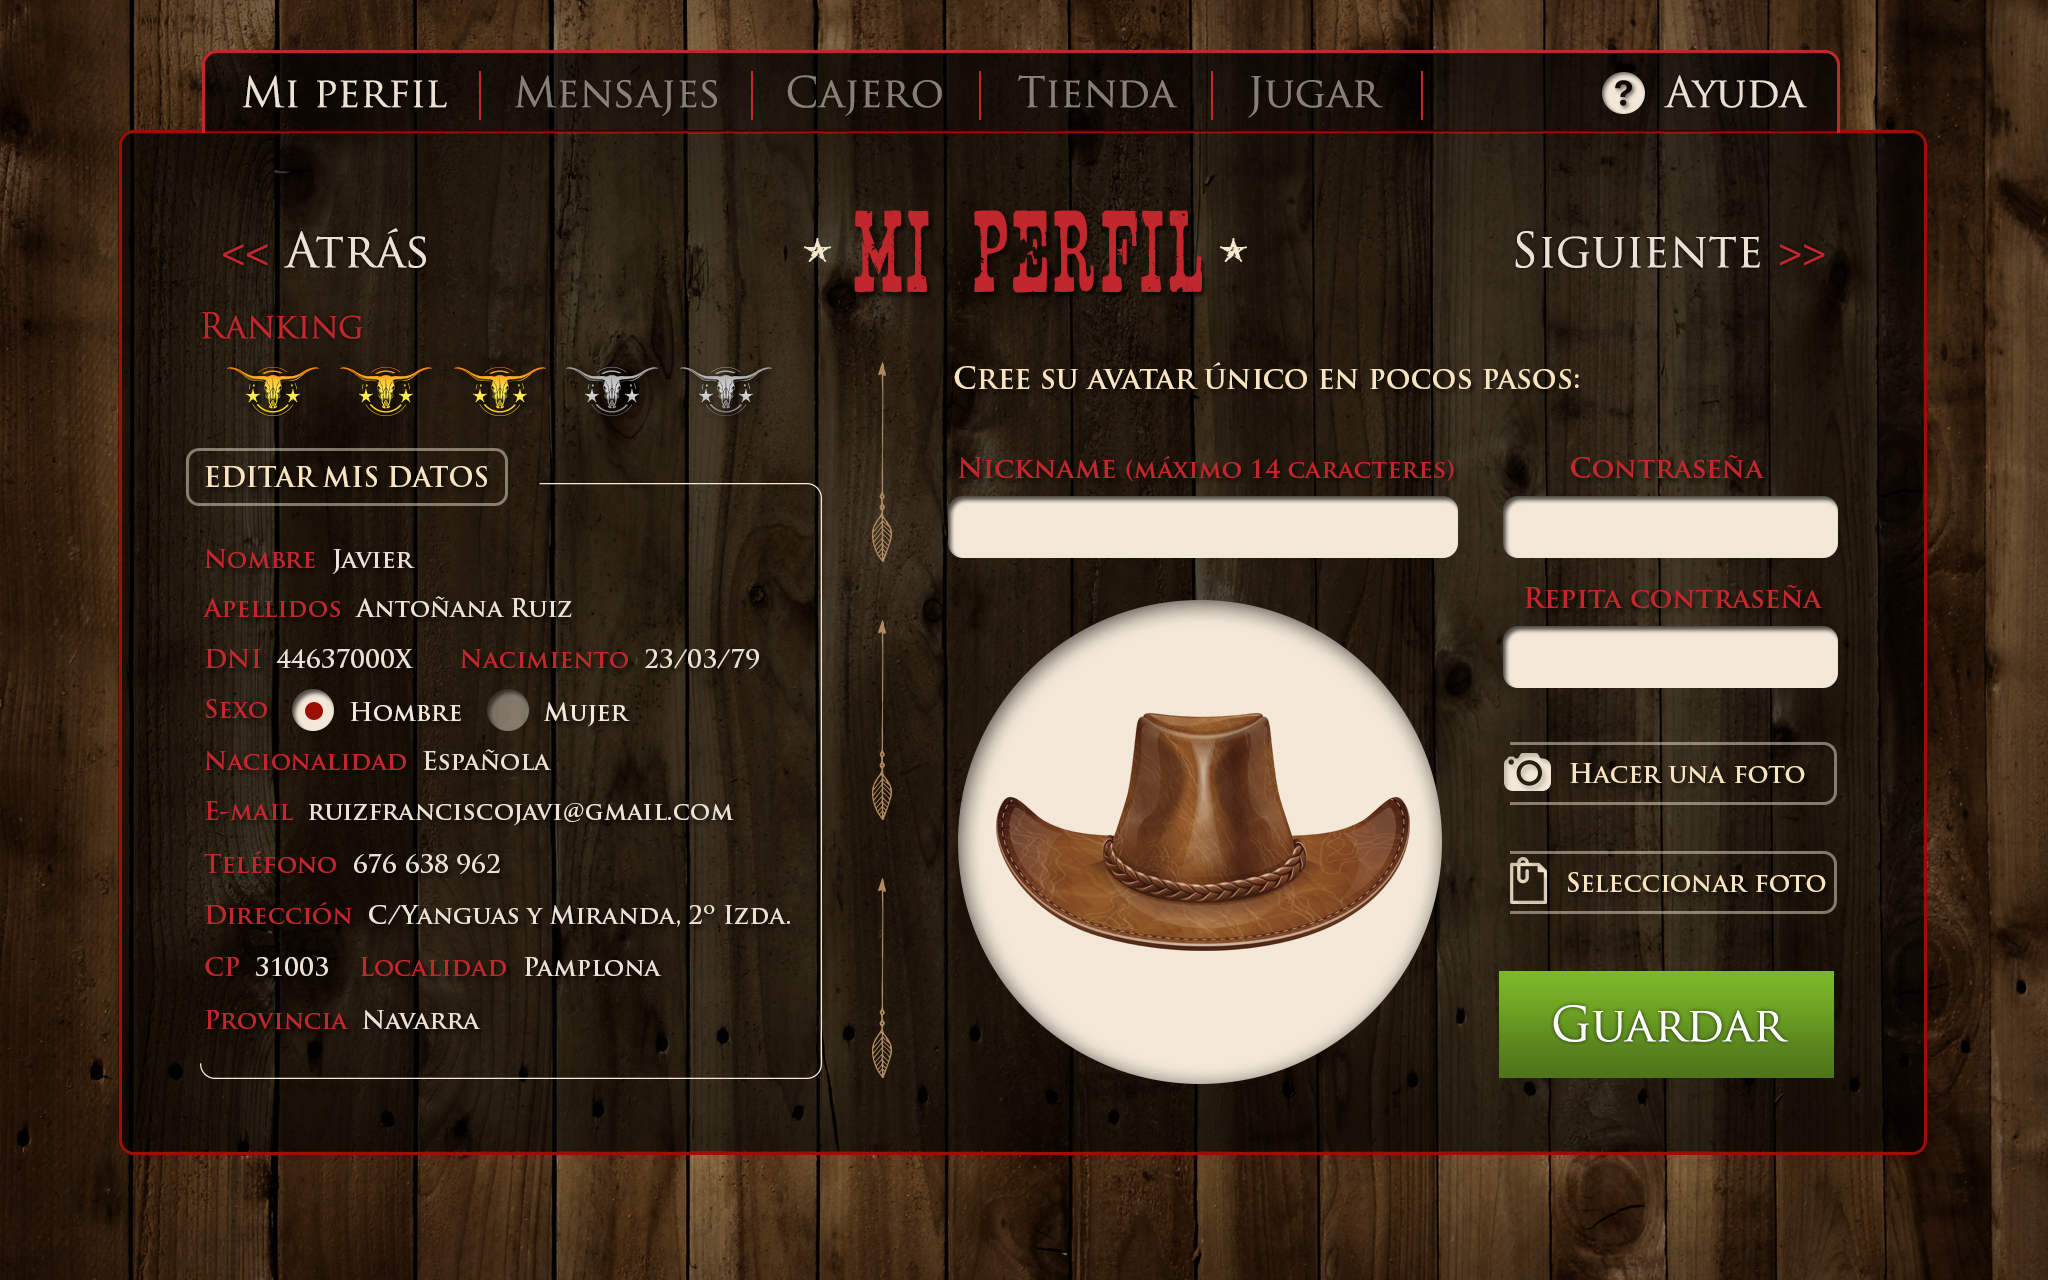 Mi perfil Mensajes Cajero Tienda Jugar ? Ayuda
<< Atrás MI PERFIL Siguiente >>
Ranking
Editar mis datos
Nombre Javier
Apellidos Antoñana Ruiz
DNI 44637000X Nacimiento 23/03/79
Sexo Hombre Mujer
Nacionalidad Española
E-mail ruizfranciscojavi@gmail.com
Teléfono 676 638 962
Dirección C/Yanguas y Miranda, 2º Izda.
CP 31003 Localidad Pamplona
Provincia Navarra
Cree su avatar único en pocos pasos:
Nickname (máximo 14 caracteres)
Contraseña
Repita contraseña
Hacer una foto
Seleccionar foto
Guardar